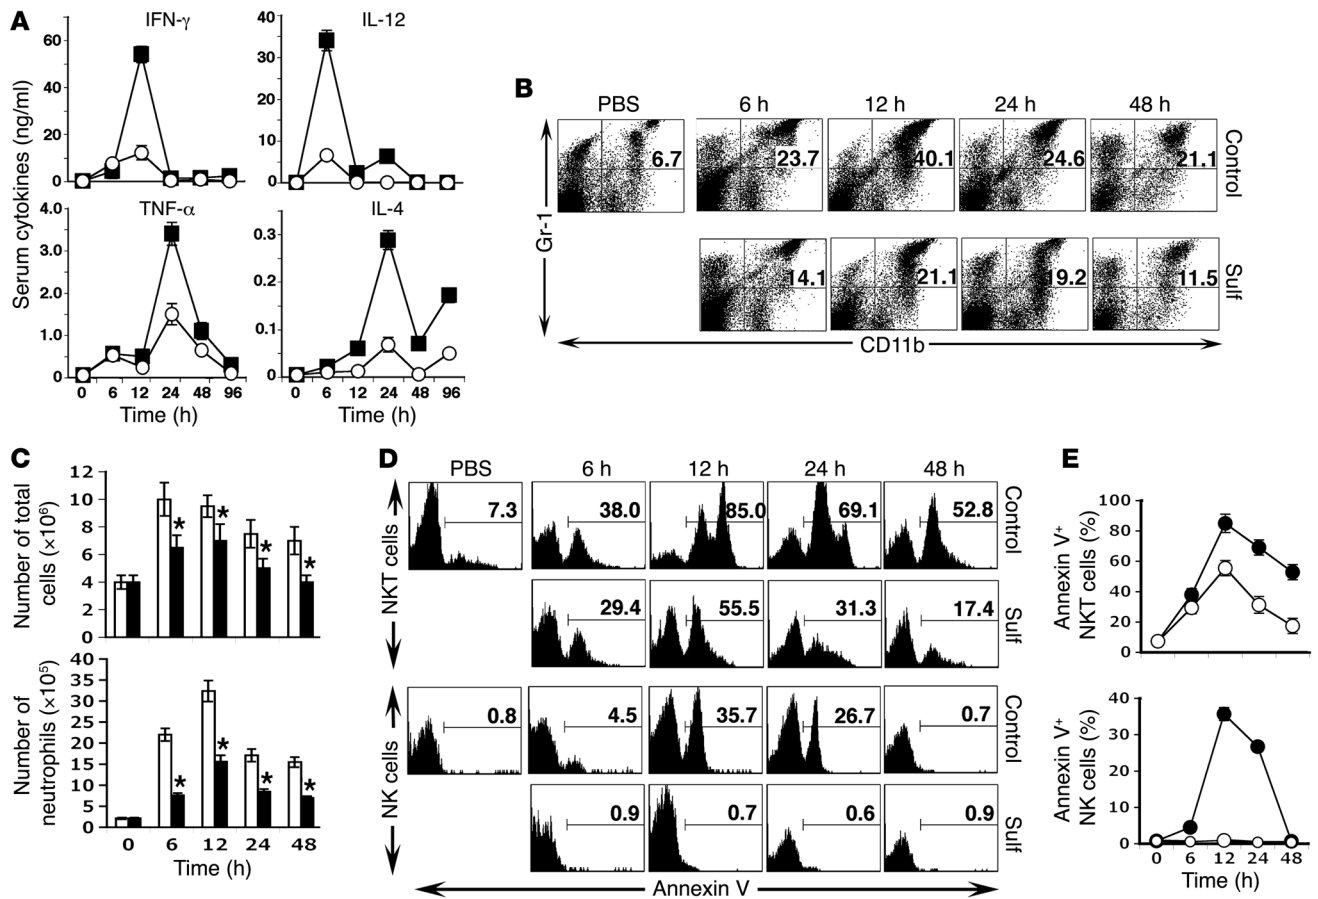 A
IFN-γ
IL-12
Serum cytokines (ng/ml)
60
40
20
0
40
30
20
10
0
TNF-α
IL-4
4.0
3.0
2.0
1.0
0
0.3
0.2
0.1
0
0 6 12 24 48 96
0 6 12 24 48 96
Time (h)
Time (h)
B
PBS 6 h 12 h 24 h 48 h
6.7 23.7 40.1 24.6 21.1
Control
14.1 21.1 19.2 11.5
Sulf
Gr-1
CD11b
C
Number of total
cells (×10⁶)
12
10
8
6
4
2
0
* * * *
Number of
neutrophils (×10⁵)
40
35
30
25
20
15
10
5
0
* * * *
0 6 12 24 48
Time (h)
D
PBS 6 h 12 h 24 h 48 h
NKT cells
7.3 38.0 85.0 69.1 52.8
Control
29.4 55.5 31.3 17.4
Sulf
NK cells
0.8 4.5 35.7 26.7 0.7
Control
0.9 0.7 0.6 0.9
Sulf
Annexin V
E
Annexin V⁺
NKT cells (%)
100
80
60
40
20
0
Annexin V⁺
NK cells (%)
40
30
20
10
0
0 6 12 24 48
Time (h)